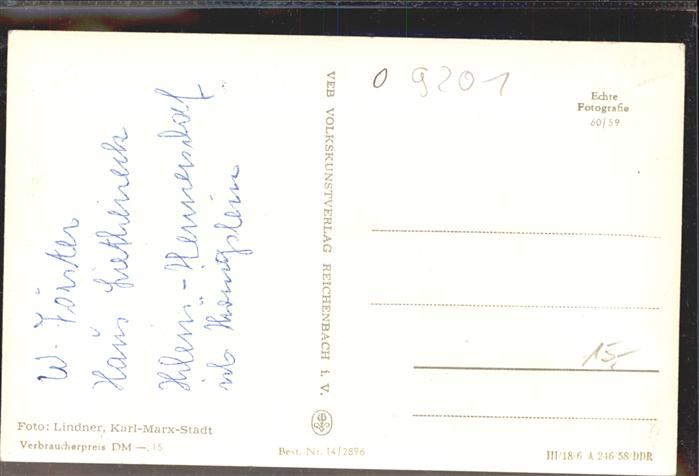 W. Förster
Haus
Klein-Hennersdorf
üb. Königstein
VEB VOLKSKUNSTVERLAG REICHENBACH i. V.
0 9201
Echte
Fotografie
60/59
15,-
Foto: Lindner, Karl-Marx-Stadt
Verbraucherpreis DM —.15
Best.-Nr. 14/2896
III/18/6 A 246/58/DDR